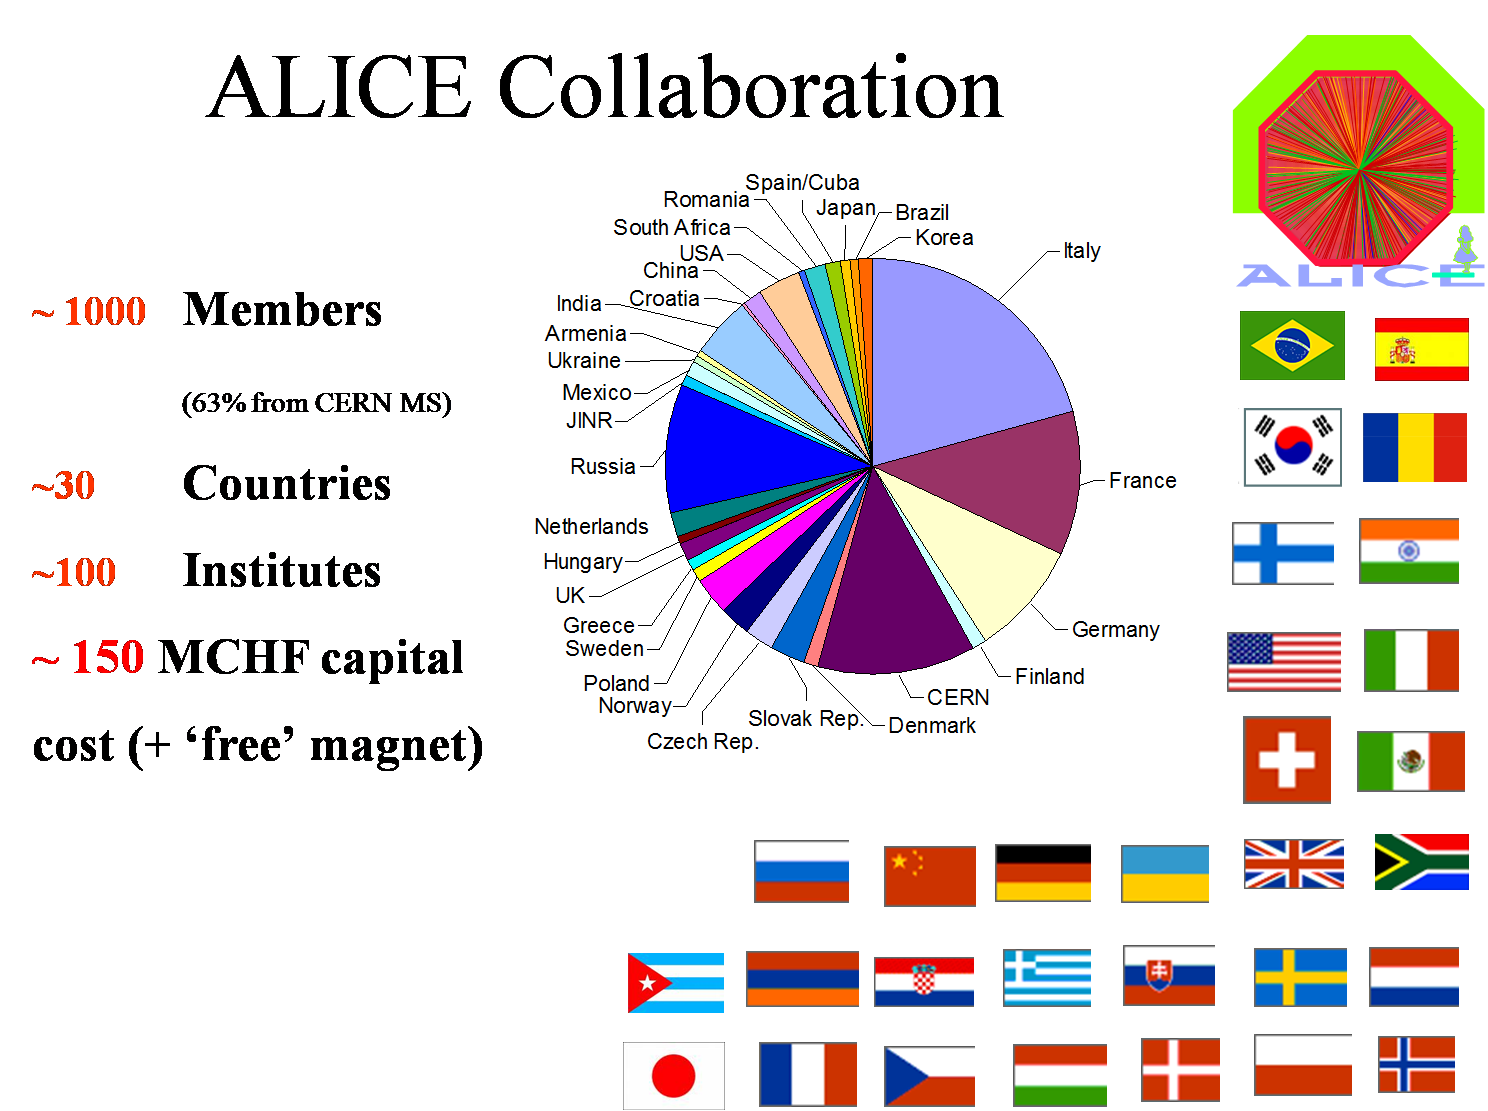 ALICE Collaboration
ALICE
~ 1000 Members
(63% from CERN MS)
~30 Countries
~100 Institutes
~ 150 MCHF capital
cost (+ ‘free’ magnet)
Spain/Cuba
Romania
Japan
Brazil
South Africa
Korea
USA
Italy
China
India
Croatia
Armenia
Ukraine
Mexico
JINR
Russia
France
Netherlands
Hungary
UK
Greece
Germany
Sweden
Finland
Poland
CERN
Norway
Slovak Rep.
Denmark
Czech Rep.